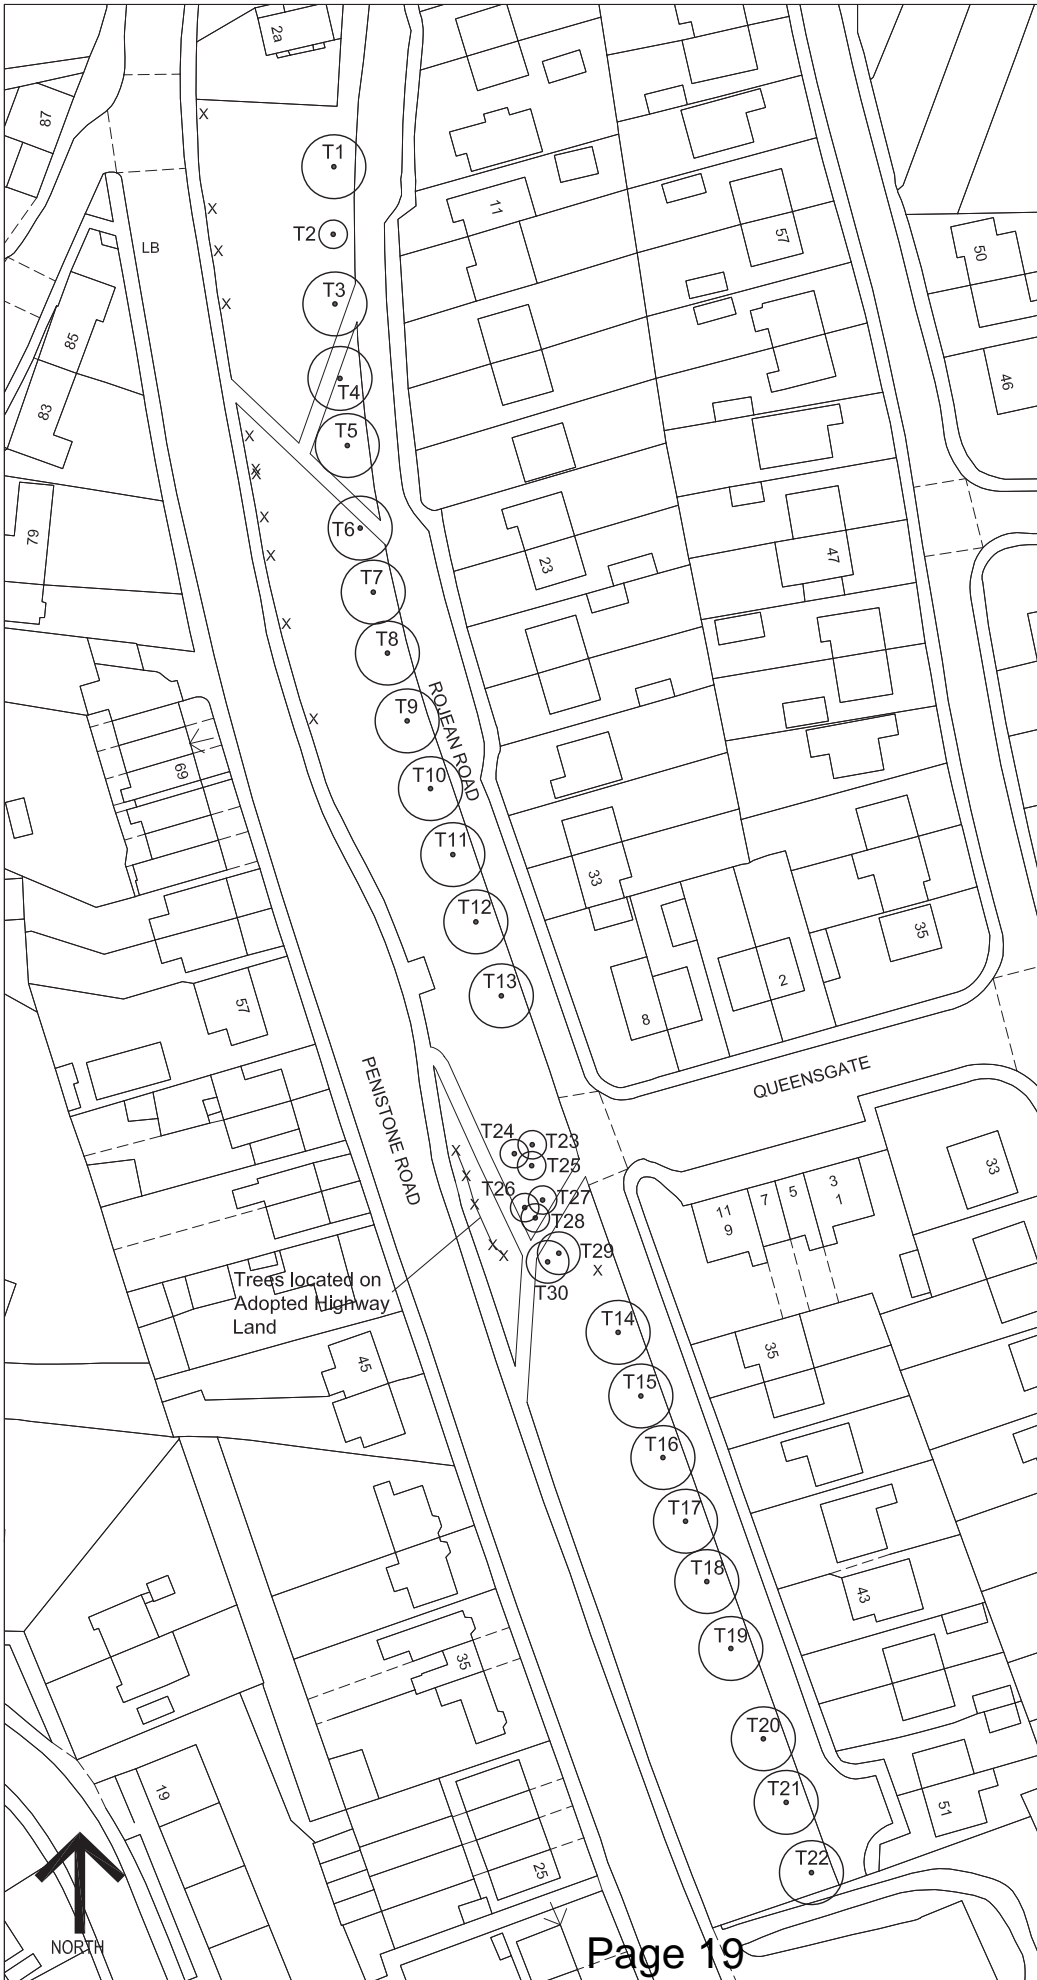 2a
87
X
T1
11
X
T2
57
LB
X
50
85
T3
X
46
T4
83
T5
X
X
X
79
T6
X
47
X
23
T7
X
T8
ROJEAN ROAD
T9
X
69
T10
T11
33
T12
35
T13
2
57
8
PENISTONE ROAD
QUEENSGATE
T24
T23
X
T25
33
X
T26
T27
3
5
7
1
X
11
9
T28
X
X
T29
X
Trees located on
Adopted Highway
Land
T30
T14
45
35
T15
T16
T17
T18
43
T19
35
T20
19
T21
51
T22
25
NORTH
Page 19